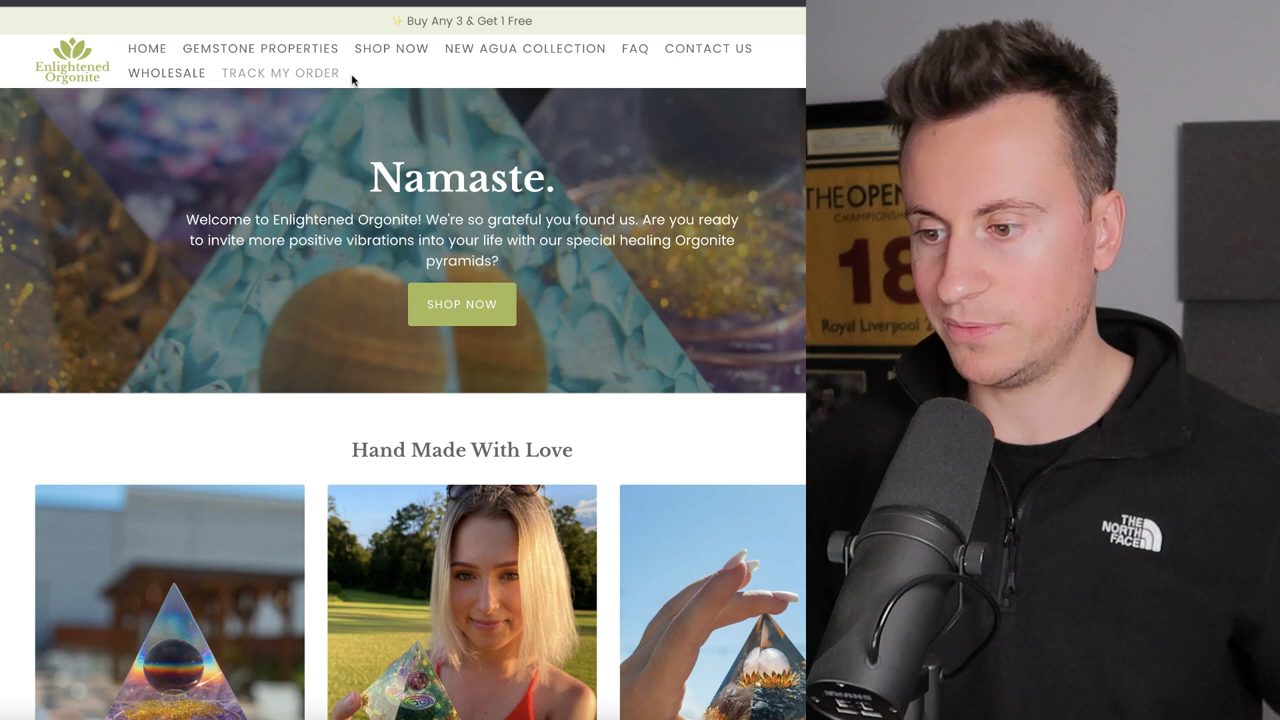 ✨ Buy Any 3 & Get 1 Free
Enlightened
Orgonite
HOME GEMSTONE PROPERTIES SHOP NOW NEW AGUA COLLECTION FAQ CONTACT US
WHOLESALE TRACK MY ORDER
Namaste.
Welcome to Enlightened Orgonite! We're so grateful you found us. Are you ready
to invite more positive vibrations into your life with our special healing Orgonite
pyramids?
SHOP NOW
Hand Made With Love
THE OPEN
CHAMPIONSH
18
Royal Liverpool
THE
NORTH
FACE